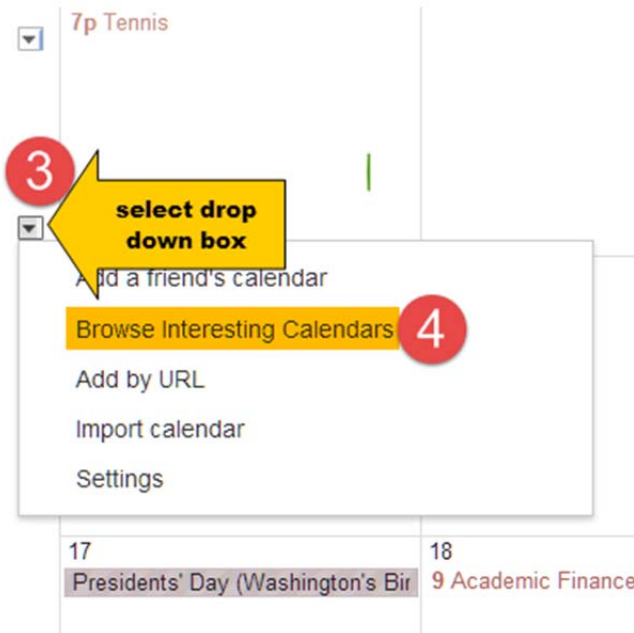 7p Tennis
3
select drop
down box
Add a friend's calendar
Browse Interesting Calendars
4
Add by URL
Import calendar
Settings
17
18
Presidents' Day (Washington's Bir
9 Academic Finance